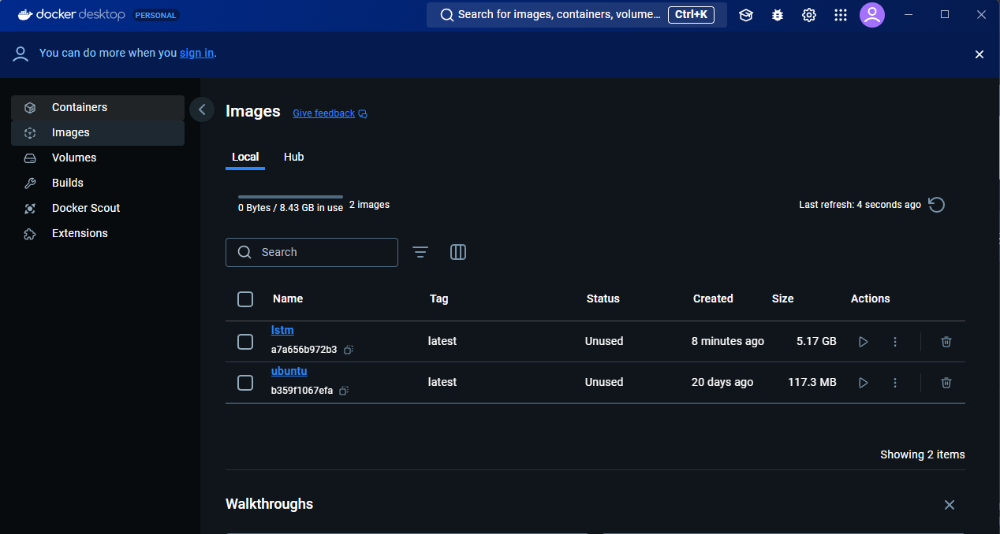 docker desktop PERSONAL
Search for images, containers, volume... Ctrl+K
You can do more when you sign in.
Containers
Images
Volumes
Builds
Docker Scout
Extensions
Images Give feedback
Local Hub
0 Bytes / 8.43 GB in use 2 images
Last refresh: 4 seconds ago
Search
Name Tag Status Created Size Actions
lstm
a7a656b972b3
latest Unused 8 minutes ago 5.17 GB
ubuntu
b359f1067efa
latest Unused 20 days ago 117.3 MB
Showing 2 items
Walkthroughs